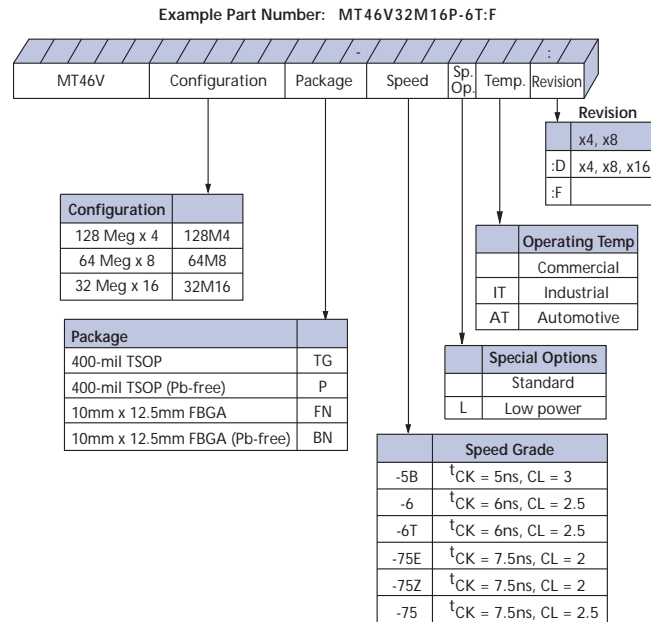 Example Part Number: MT46V32M16P-6T:F
- :
MT46V Configuration Package Speed Sp. Op. Temp. Revision
Revision
x4, x8
:D x4, x8, x16
:F
Configuration
128 Meg x 4 128M4
64 Meg x 8 64M8
32 Meg x 16 32M16
Operating Temp
Commercial
IT Industrial
AT Automotive
Package
400-mil TSOP TG
400-mil TSOP (Pb-free) P
10mm x 12.5mm FBGA FN
10mm x 12.5mm FBGA (Pb-free) BN
Special Options
Standard
L Low power
Speed Grade
-5B tCK = 5ns, CL = 3
-6 tCK = 6ns, CL = 2.5
-6T tCK = 6ns, CL = 2.5
-75E tCK = 7.5ns, CL = 2
-75Z tCK = 7.5ns, CL = 2
-75 tCK = 7.5ns, CL = 2.5